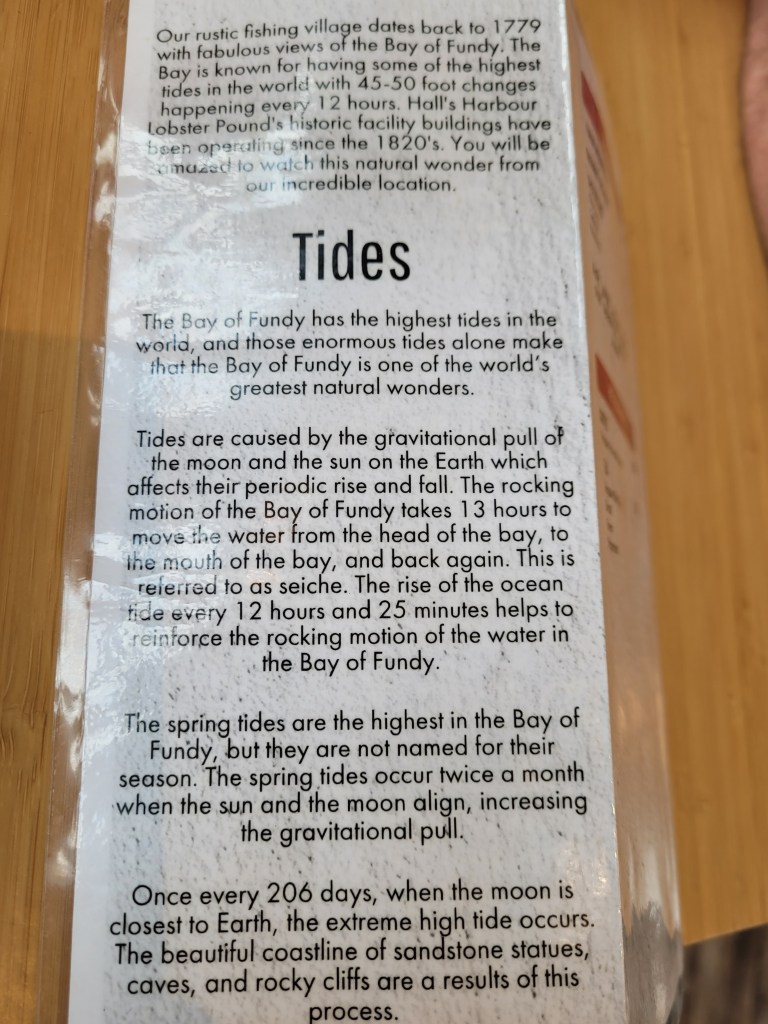 Our rustic fishing village dates back to 1779
with fabulous views of the Bay of Fundy. The
Bay is known for having some of the highest
tides in the world with 45-50 foot changes
happening every 12 hours. Hall's Harbour
Lobster Pound's historic facility buildings have
been operating since the 1820's. You will be
amazed to watch this natural wonder from
our incredible location.
Tides
The Bay of Fundy has the highest tides in the
world, and those enormous tides alone make
that the Bay of Fundy is one of the world's
greatest natural wonders.
Tides are caused by the gravitational pull of
the moon and the sun on the Earth which
affects their periodic rise and fall. The rocking
motion of the Bay of Fundy takes 13 hours to
move the water from the head of the bay, to
the mouth of the bay, and back again. This is
referred to as seiche. The rise of the ocean
tide every 12 hours and 25 minutes helps to
reinforce the rocking motion of the water in
the Bay of Fundy.
The spring tides are the highest in the Bay of
Fundy, but they are not named for their
season. The spring tides occur twice a month
when the sun and the moon align, increasing
the gravitational pull.
Once every 206 days, when the moon is
closest to Earth, the extreme high tide occurs.
The beautiful coastline of sandstone statues,
caves, and rocky cliffs are a results of this
process.